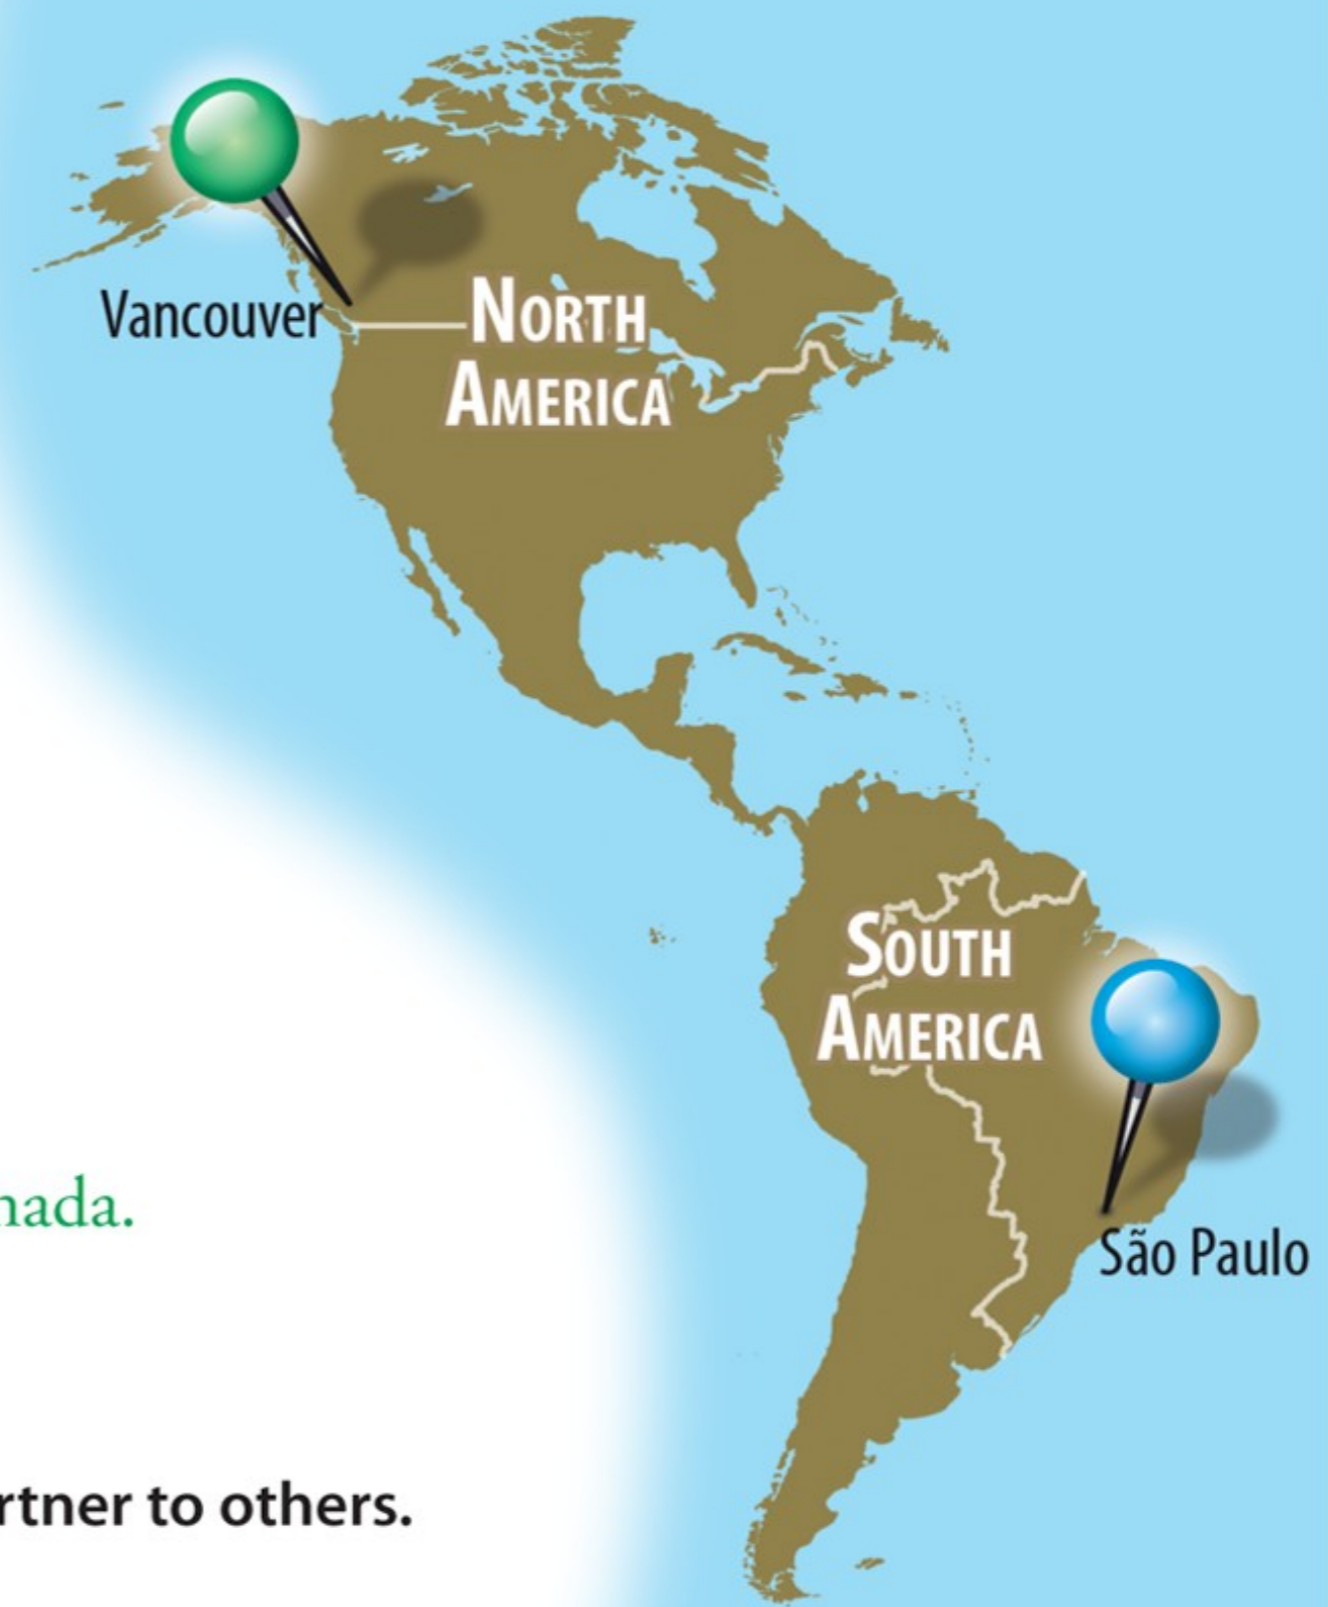 Vancouver
NORTH
AMERICA
SOUTH
AMERICA
nada.
São Paulo
rtner to others.